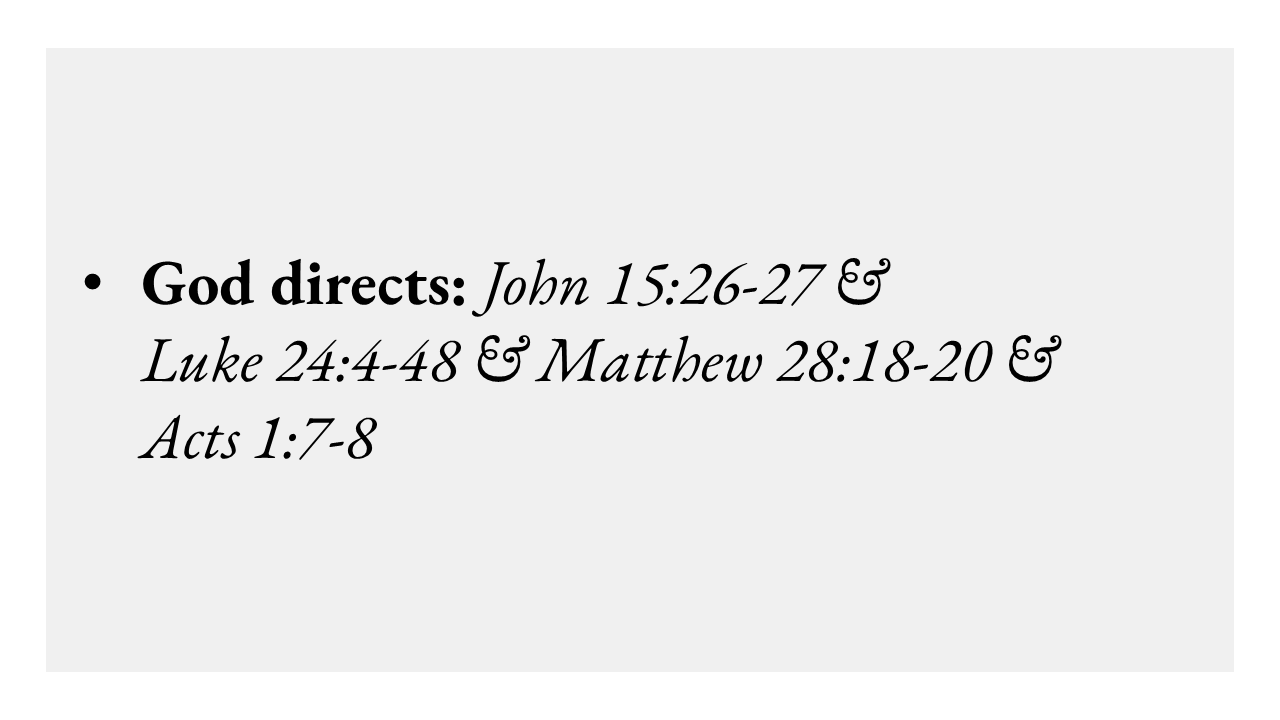 • God directs: John 15:26-27 &
Luke 24:4-48 & Matthew 28:18-20 &
Acts 1:7-8